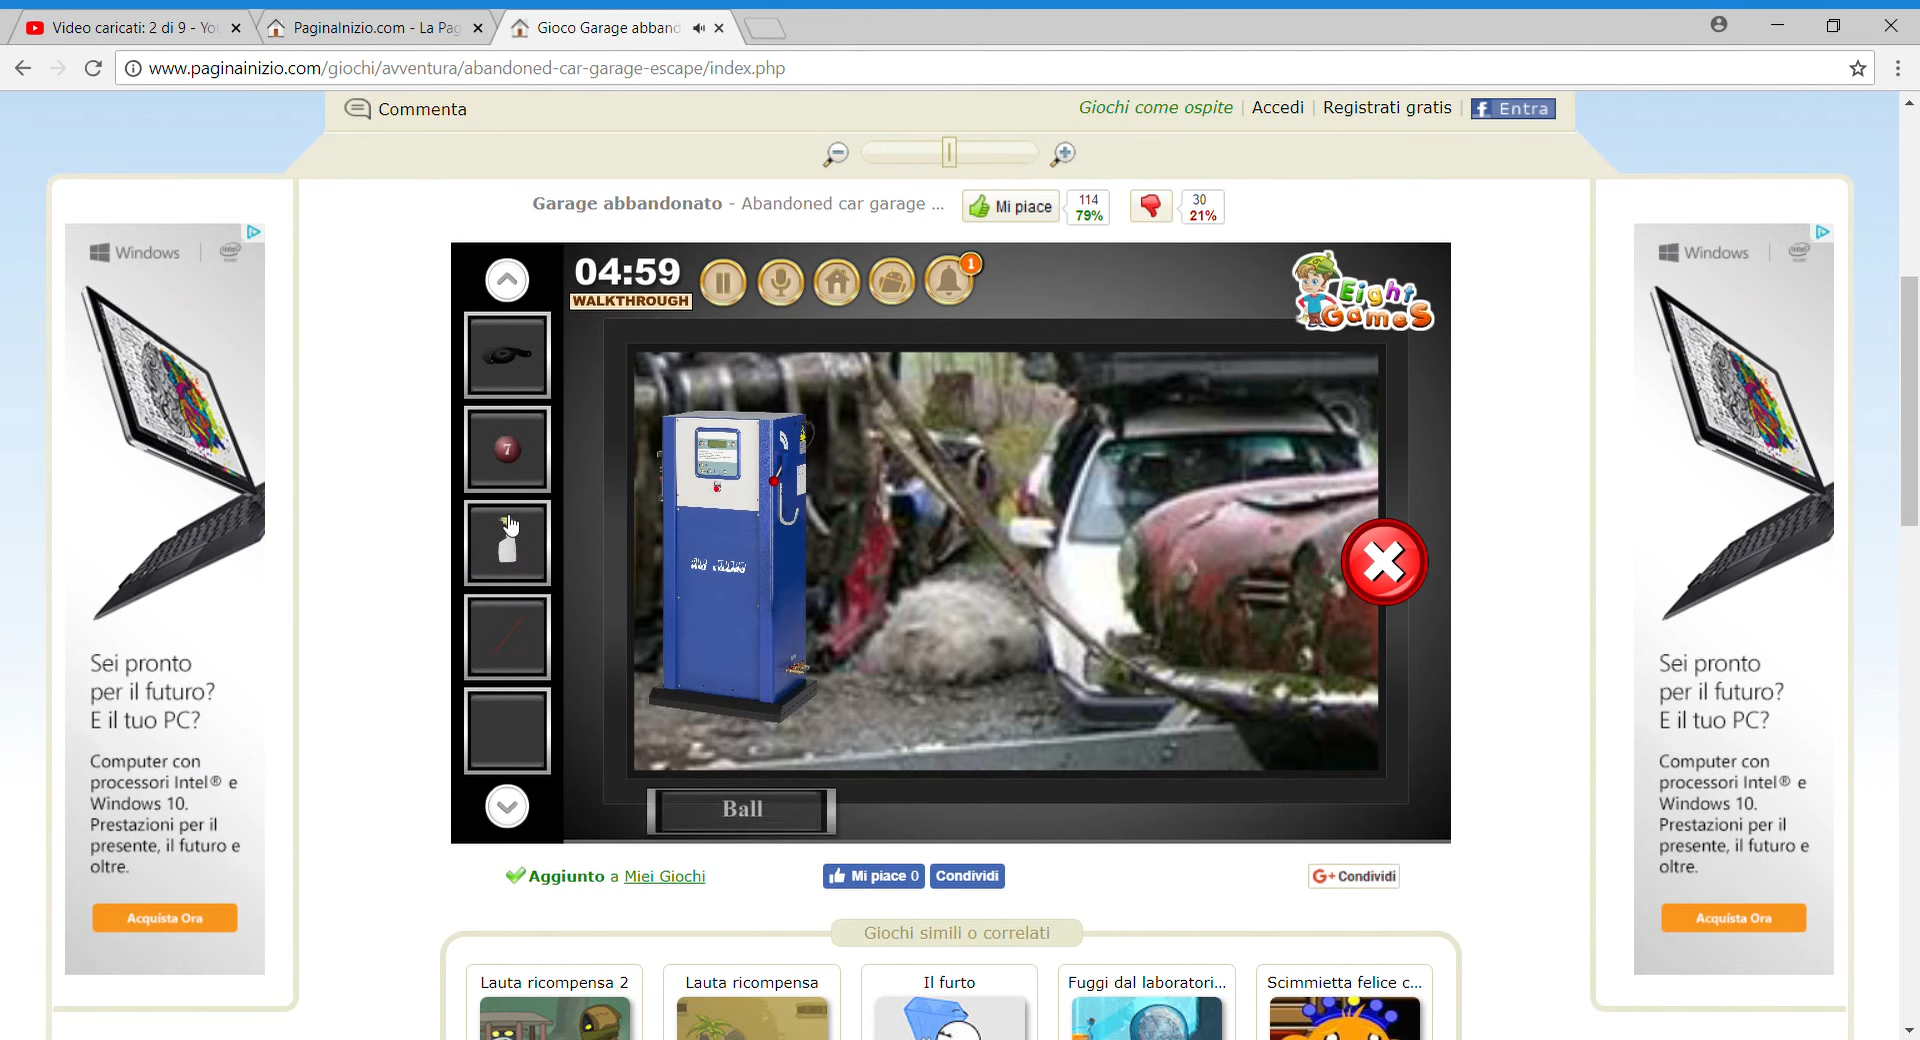 Video caricati: 2 di 9 - You
PaginaInizio.com - La Pag
Gioco Garage abband
www.paginainizio.com/giochi/avventura/abandoned-car-garage-escape/index.php
Commenta
Giochi come ospite | Accedi | Registrati gratis | f Entra
Garage abbandonato - Abandoned car garage ...
Mi piace
114
79%
30
21%
Windows
intel
Sei pronto
per il futuro?
E il tuo PC?
Computer con
processori Intel® e
Windows 10.
Prestazioni per il
presente, il futuro e
oltre.
Acquista Ora
04:59
WALKTHROUGH
1
Eight
GameS
7
Ball
Aggiunto a Miei Giochi
Mi piace 0
Condividi
G+ Condividi
Windows
intel
Sei pronto
per il futuro?
E il tuo PC?
Computer con
processori Intel® e
Windows 10.
Prestazioni per il
presente, il futuro e
oltre.
Acquista Ora
Giochi simili o correlati
Lauta ricompensa 2
Lauta ricompensa
Il furto
Fuggi dal laboratori...
Scimmietta felice c...